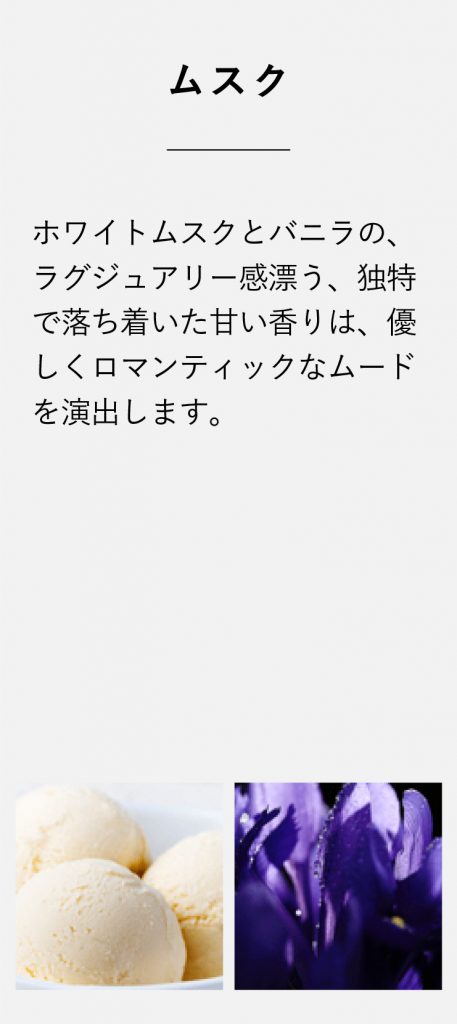 ムスク
ホワイトムスクとバニラの、
ラグジュアリー感漂う、独特
で落ち着いた甘い香りは、優
しくロマンティックなムード
を演出します。